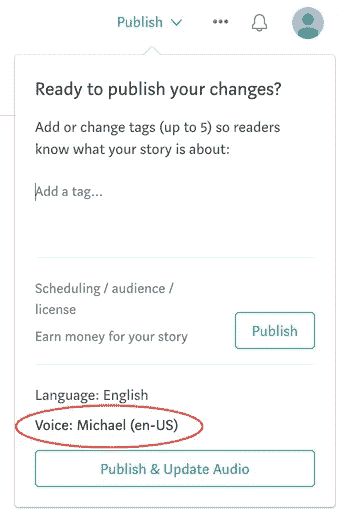 Publish
Ready to publish your changes?
Add or change tags (up to 5) so readers
know what your story is about:
Add a tag...
Scheduling / audience /
license
Earn money for your story
Publish
Language: English
Voice: Michael (en-US)
Publish & Update Audio